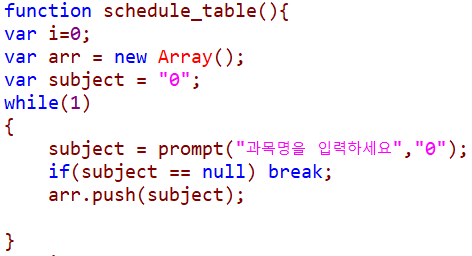 function schedule_table(){
var i=0;
var arr = new Array();
var subject = "0";
while(1)
{
    subject = prompt("과목명을 입력하세요","0");
    if(subject == null) break;
    arr.push(subject);

}